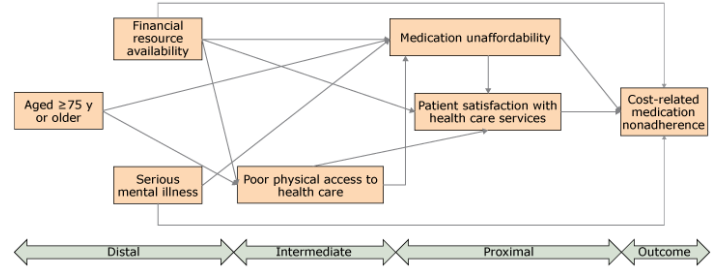 Financial
resource
availability
Medication unaffordability
Aged ≥75 y
or older
Patient satisfaction with
health care services
Cost-related
medication
nonadherence
Serious
mental illness
Poor physical access to
health care
Distal
Intermediate
Proximal
Outcome